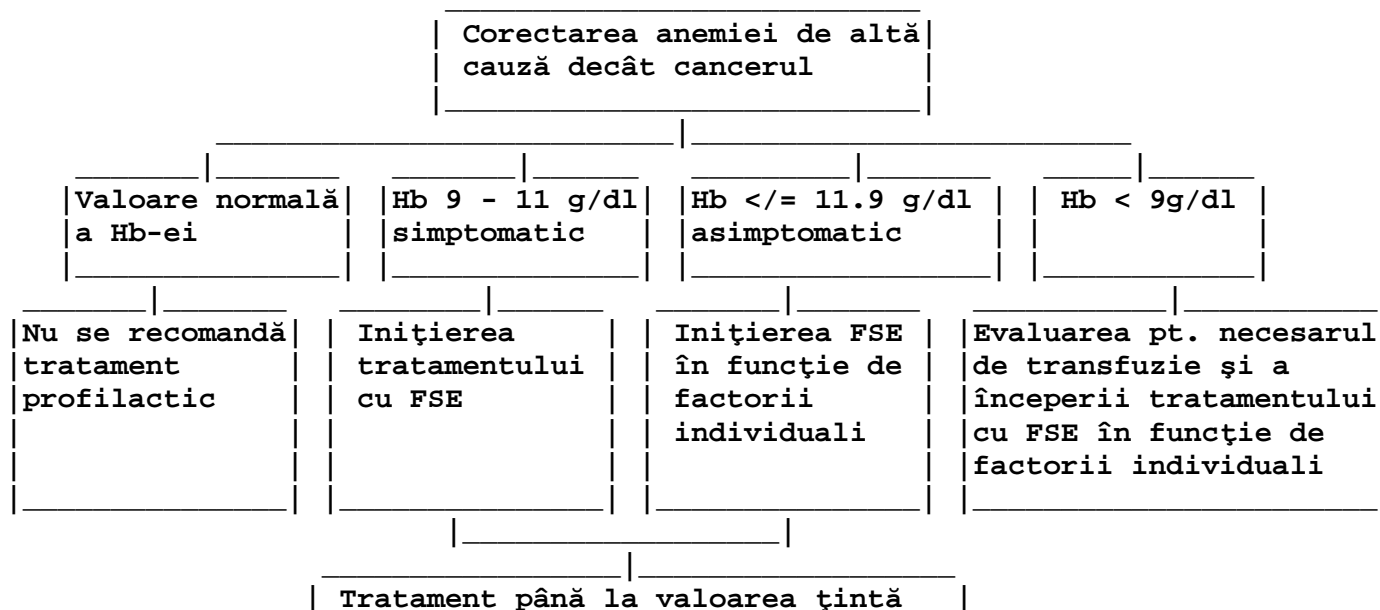 Corectarea anemiei de altă
cauză decât cancerul
Valoare normală
a Hb-ei
Hb 9 - 11 g/dl
simptomatic
Hb </= 11.9 g/dl
asimptomatic
Hb < 9g/dl
Nu se recomandă
tratament
profilactic
Iniţierea
tratamentului
cu FSE
Iniţierea FSE
în funcţie de
factorii
individuali
Evaluarea pt. necesarul
de transfuzie şi a
începerii tratamentului
cu FSE în funcţie de
factorii individuali
Tratament până la valoarea ţintă